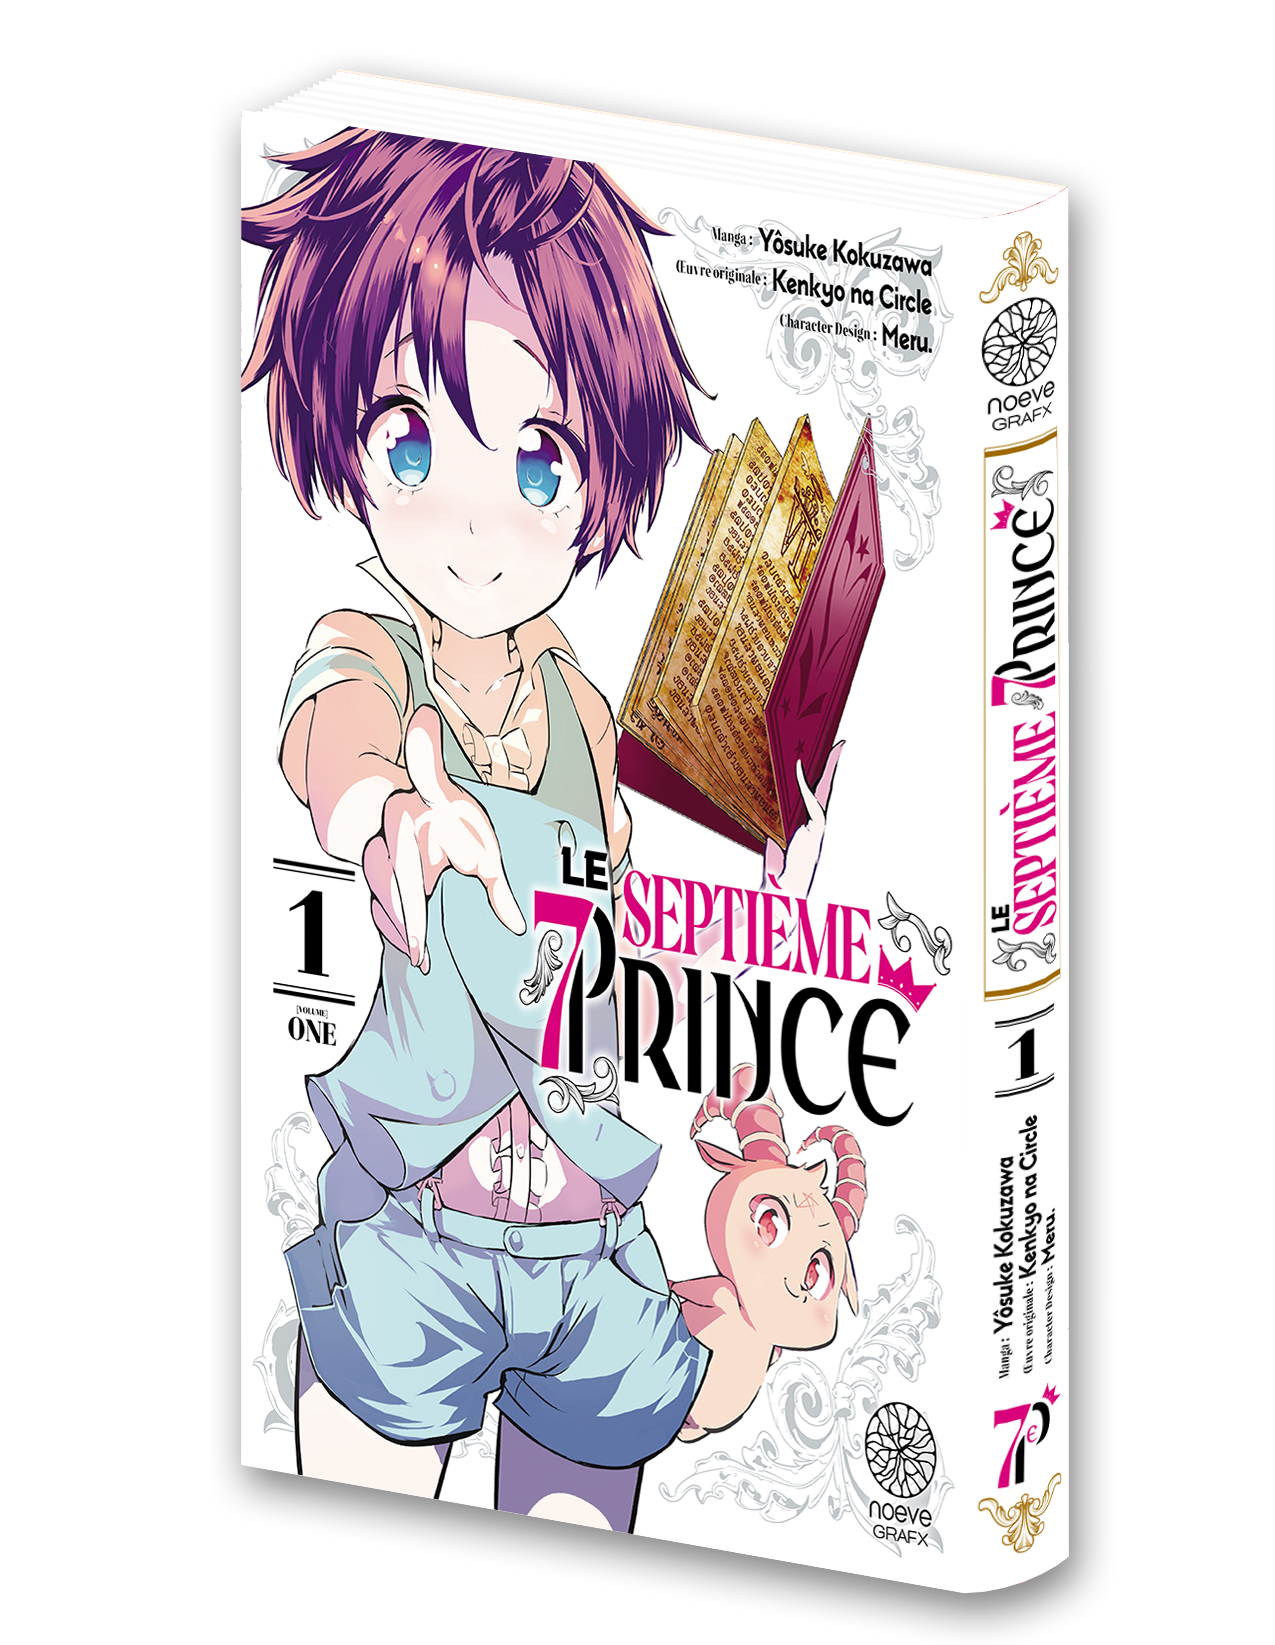 Manga : Yôsuke Kokuzawa
Œuvre originale : Kenkyo na Circle
Character Design : Meru.
1
[VOLUME]
ONE
LE
SEPTIÈME
7PRINCE
noeve
GRAFX
noeve
GRAFX
LE SEPTIÈME 7PRINCE
1
Manga : Yôsuke Kokuzawa
Œuvre originale : Kenkyo na Circle
Character Design : Meru.
7e